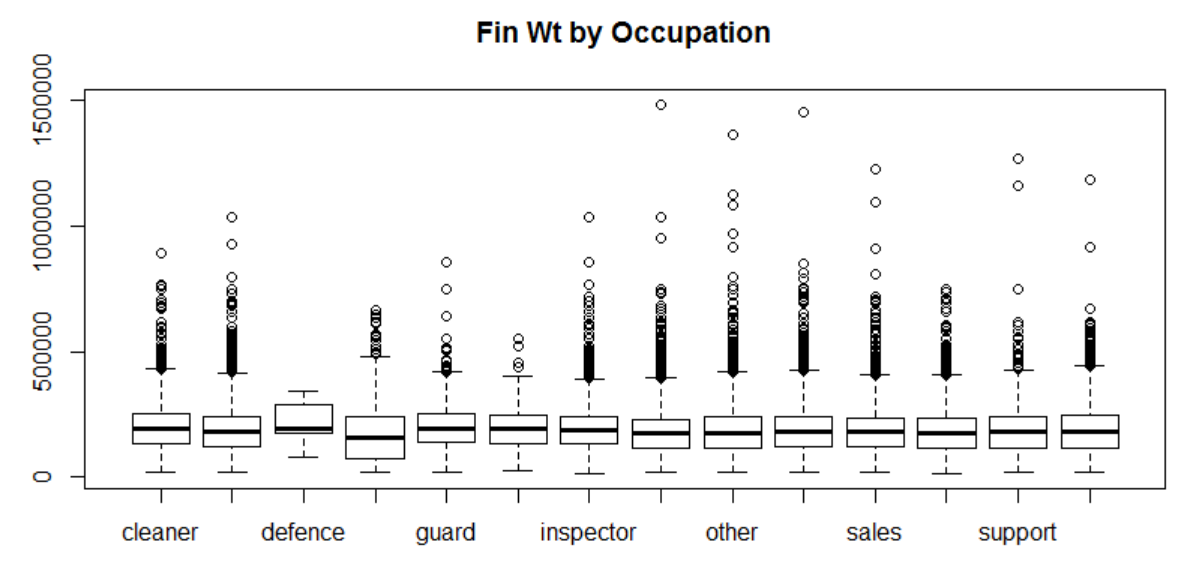 Fin Wt by Occupation
1500000
1000000
500000
0
cleaner defence guard inspector other sales support